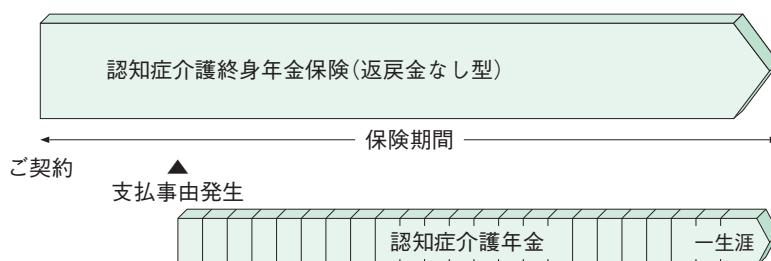 認知症介護終身年金保険(返戻金なし型)
保険期間
ご契約
支払事由発生
認知症介護年金
一生涯